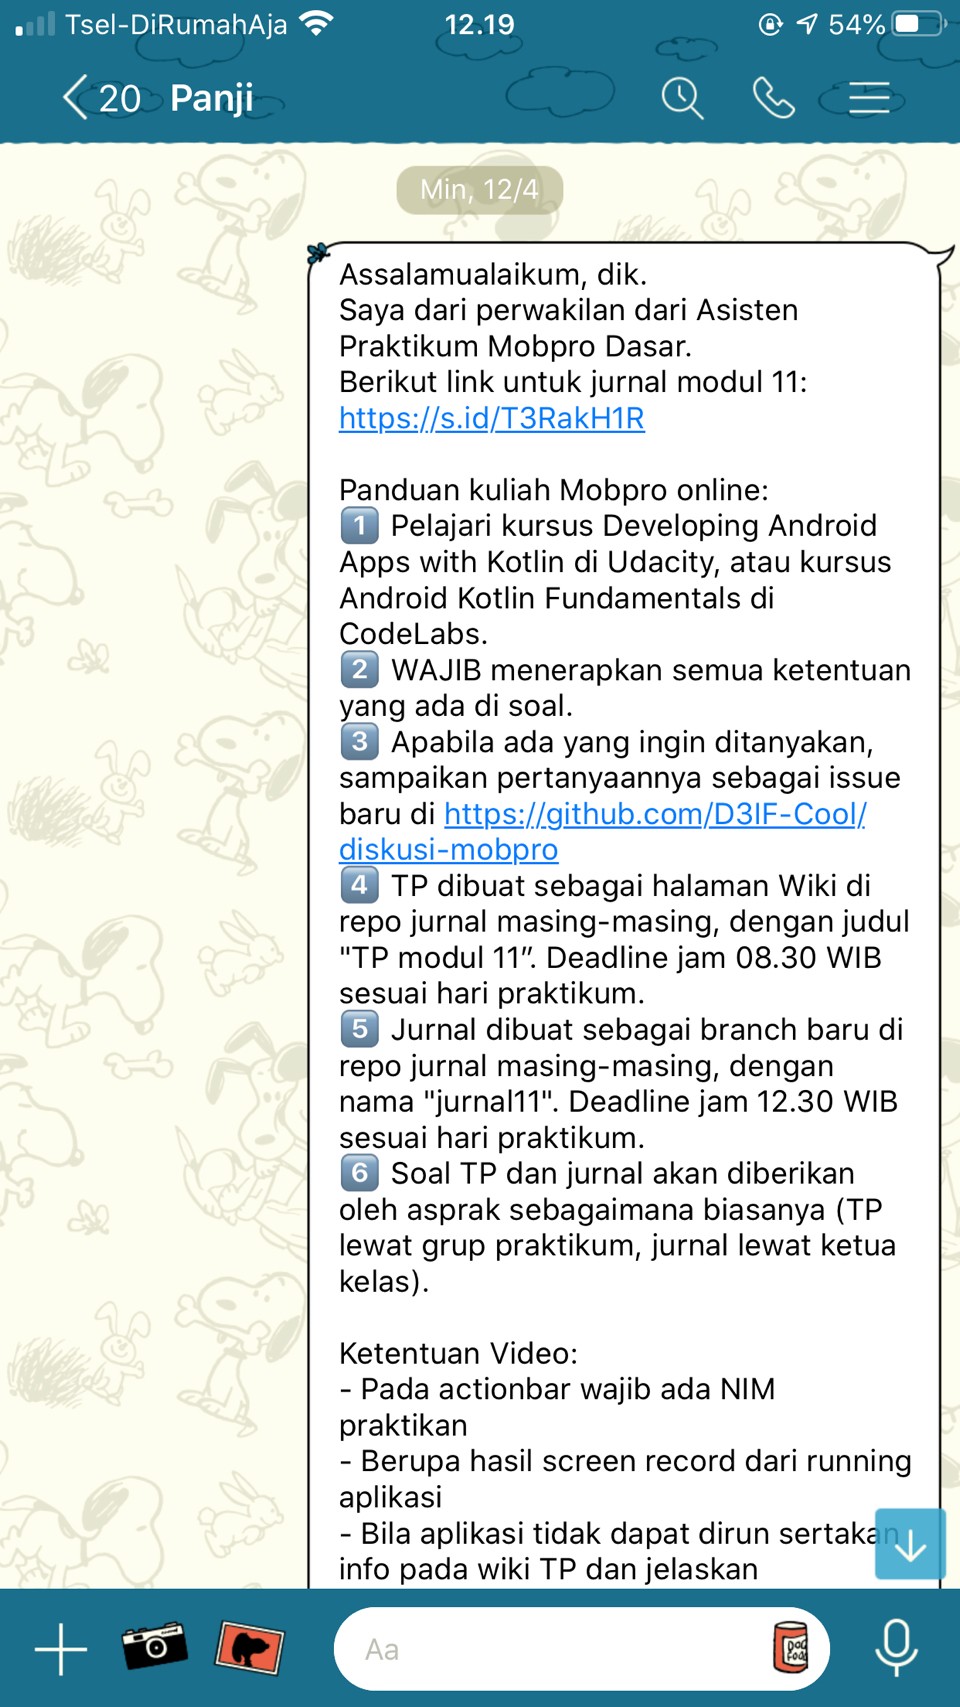 Tsel-DiRumahAja 12.19 54%
20 Panji
Min, 12/4
Assalamualaikum, dik.
Saya dari perwakilan dari Asisten
Praktikum Mobpro Dasar.
Berikut link untuk jurnal modul 11:
https://s.id/T3RakH1R
Panduan kuliah Mobpro online:
1 Pelajari kursus Developing Android
Apps with Kotlin di Udacity, atau kursus
Android Kotlin Fundamentals di
CodeLabs.
2 WAJIB menerapkan semua ketentuan
yang ada di soal.
3 Apabila ada yang ingin ditanyakan,
sampaikan pertanyaannya sebagai issue
baru di https://github.com/D3IF-Cool/
diskusi-mobpro
4 TP dibuat sebagai halaman Wiki di
repo jurnal masing-masing, dengan judul
"TP modul 11”. Deadline jam 08.30 WIB
sesuai hari praktikum.
5 Jurnal dibuat sebagai branch baru di
repo jurnal masing-masing, dengan
nama "jurnal11". Deadline jam 12.30 WIB
sesuai hari praktikum.
6 Soal TP dan jurnal akan diberikan
oleh asprak sebagaimana biasanya (TP
lewat grup praktikum, jurnal lewat ketua
kelas).
Ketentuan Video:
- Pada actionbar wajib ada NIM
praktikan
- Berupa hasil screen record dari running
aplikasi
- Bila aplikasi tidak dapat dirun sertakan
info pada wiki TP dan jelaskan
Aa
DOG
FOOD